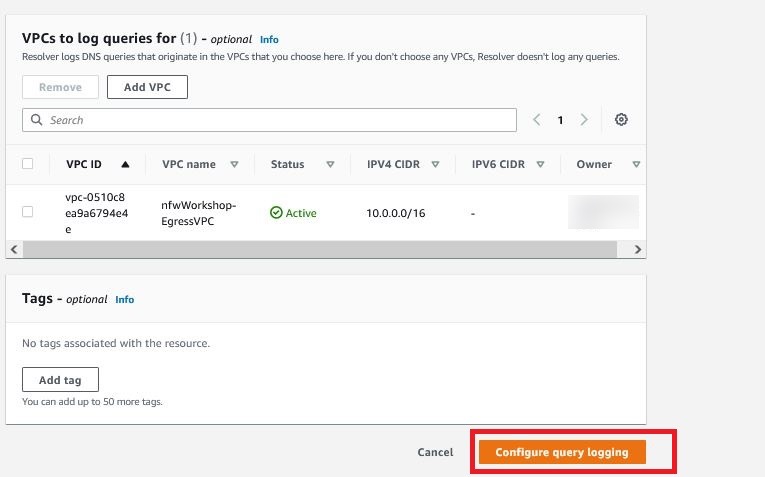 VPCs to log queries for (1) - optional Info
Resolver logs DNS queries that originate in the VPCs that you choose here. If you don't choose any VPCs, Resolver doesn't log any queries.
Remove Add VPC
Search 1
VPC ID VPC name Status IPV4 CIDR IPV6 CIDR Owner
vpc-0510c8
ea9a6794e4
e
nfwWorkshop-
EgressVPC
Active 10.0.0.0/16 -
Tags - optional Info
No tags associated with the resource.
Add tag
You can add up to 50 more tags.
Cancel Configure query logging